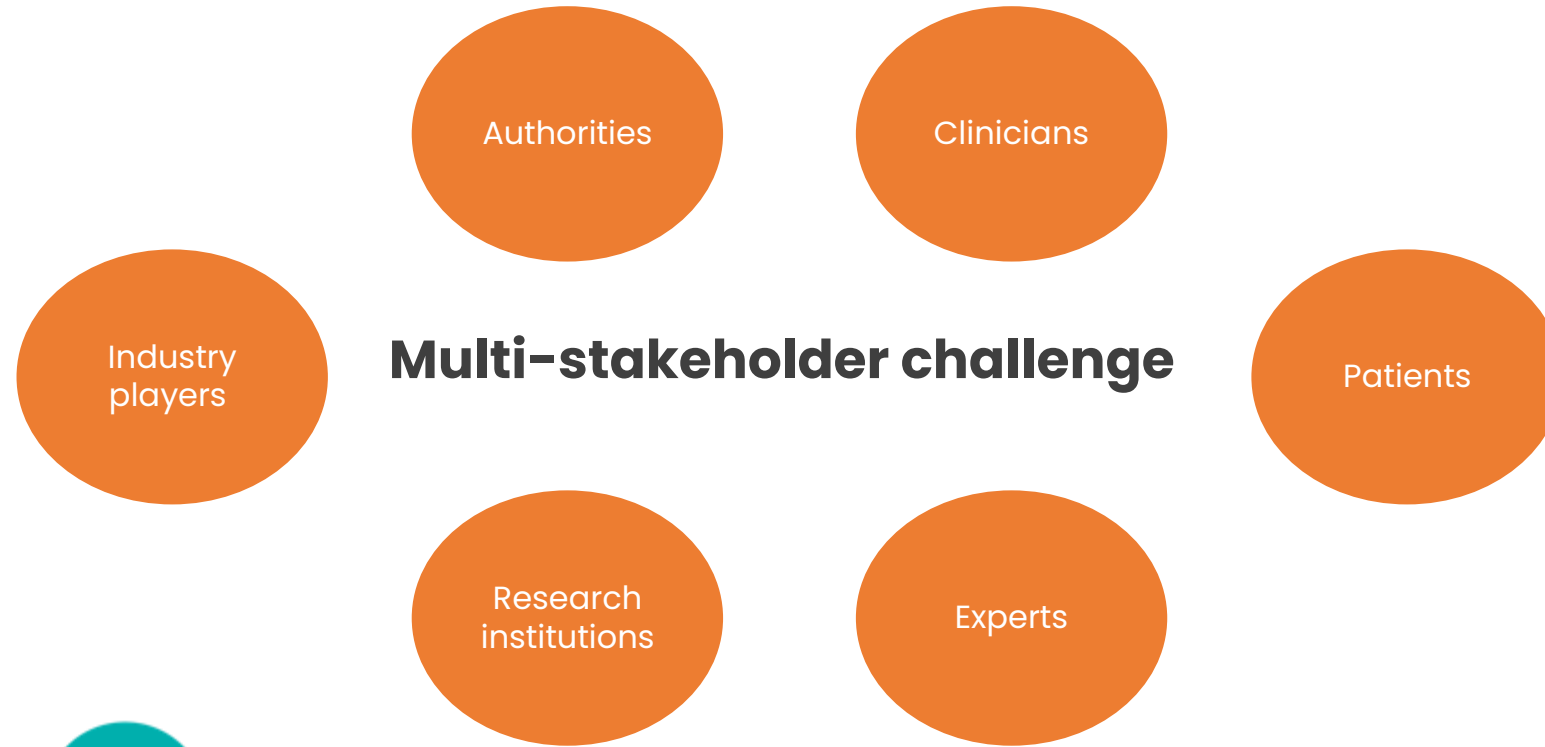 Authorities
Clinicians
Industry
players
Multi-stakeholder challenge
Patients
Research
institutions
Experts